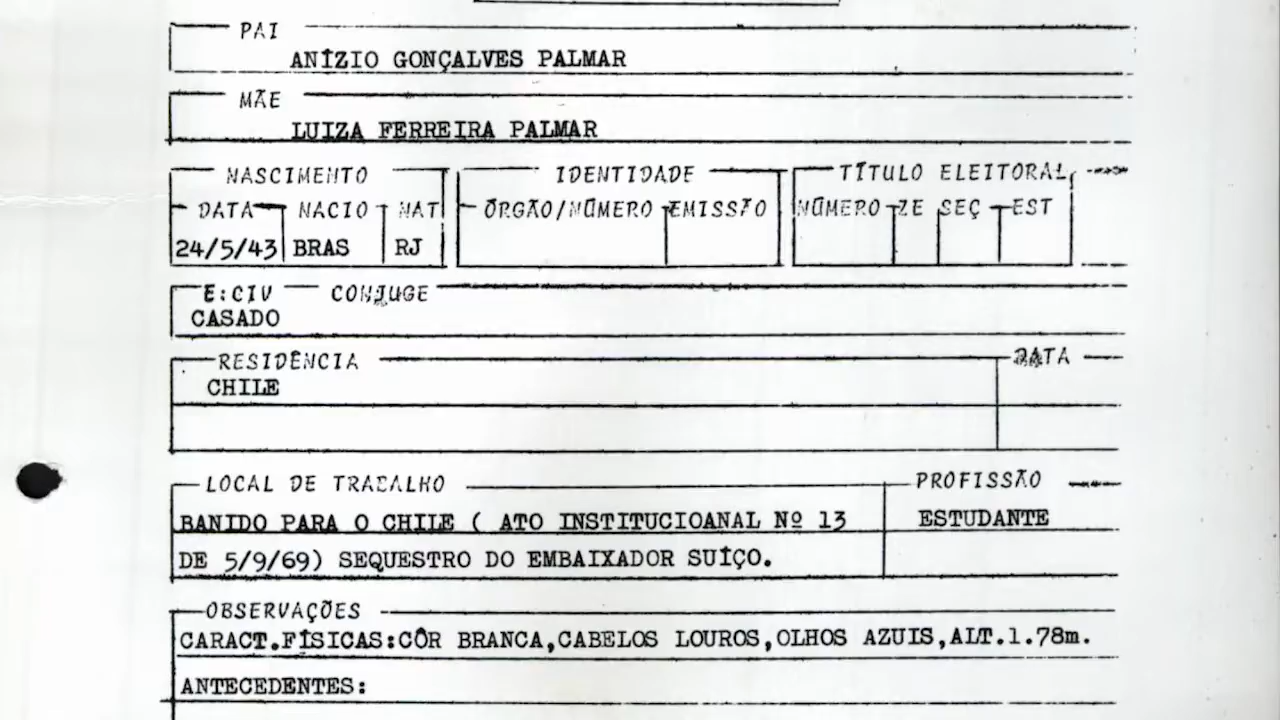 PAI
ANÍZIO GONÇALVES PALMAR
MÃE
LUIZA FERREIRA PALMAR
NASCIMENTO IDENTIDADE TÍTULO ELEITORAL
DATA NACIO NAT ÓRGÃO/NÚMERO EMISSÃO NÚMERO ZE SEÇ EST
24/5/43 BRAS RJ
E:CIV CONJUGE
CASADO
RESIDÊNCIA DATA
CHILE
LOCAL DE TRABALHO PROFISSÃO
BANIDO PARA O CHILE ( ATO INSTITUCIOANAL Nº 13 ESTUDANTE
DE 5/9/69) SEQUESTRO DO EMBAIXADOR SUÍÇO.
OBSERVAÇÕES
CARACT.FÍSICAS:CÔR BRANCA,CABELOS LOUROS,OLHOS AZUIS,ALT.1.78m.
ANTECEDENTES: